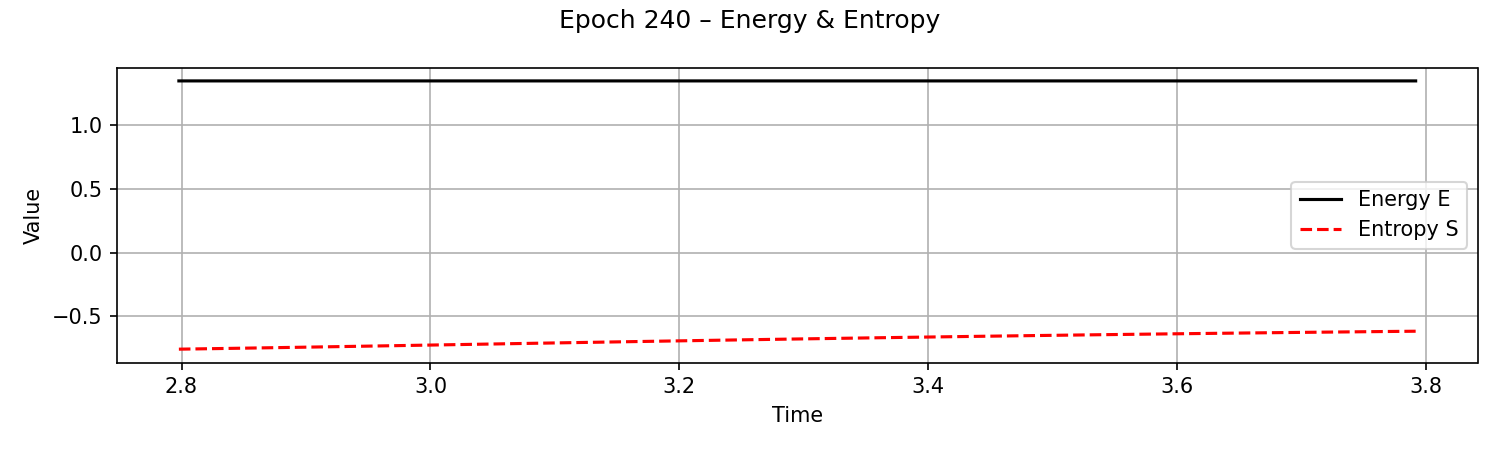 Epoch 240 – Energy & Entropy
Value
1.0
0.5
0.0
−0.5
Energy E
Entropy S
2.8 3.0 3.2 3.4 3.6 3.8
Time